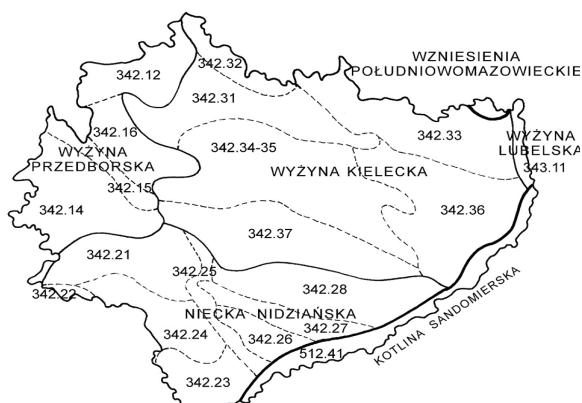 342.32
WZNIESIENIA
POŁUDNIOWOMAZOWIECKIE
342.12
342.31
342.16
342.33
WYŻYNA
LUBELSKA
343.11
342.34-35
WYŻYNA
PRZEDBORSKA
WYŻYNA KIELECKA
342.15
342.14
342.36
342.37
342.21
342.25
342.22
342.28
KOTLINA SANDOMIERSKA
NIECKA NIDZIAŃSKA
342.24
342.27
342.26
512.41
342.23